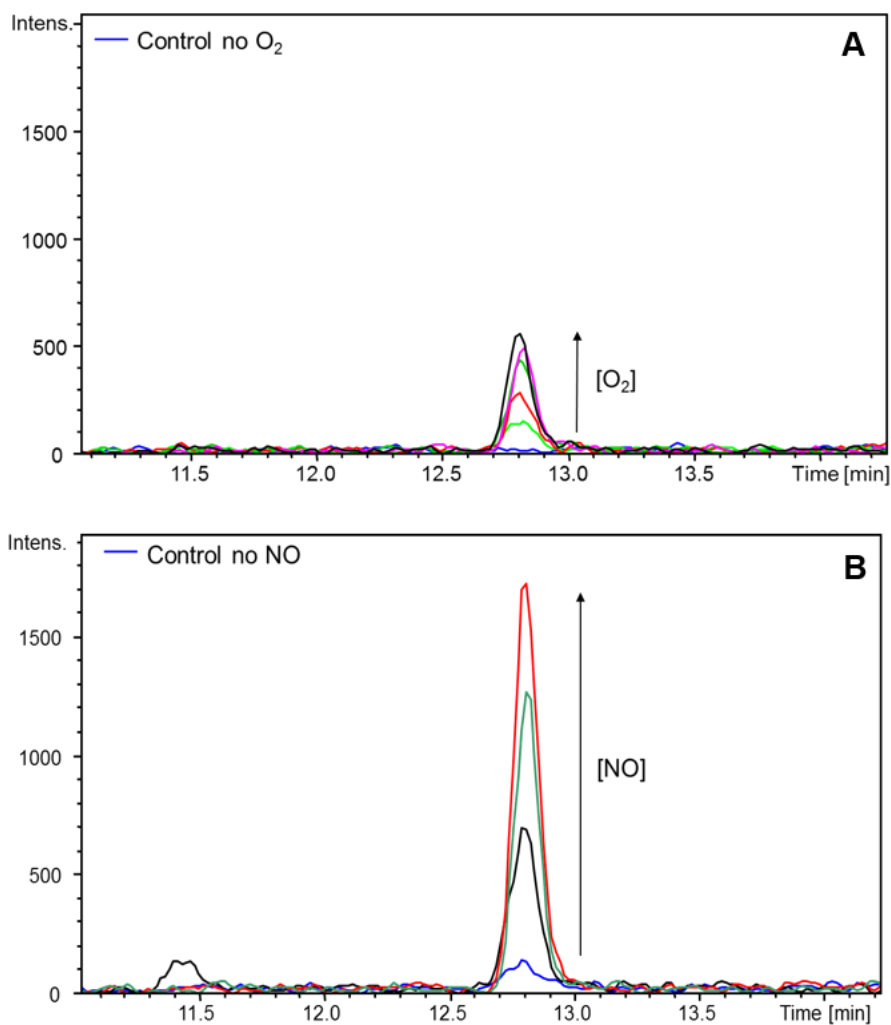 Intens.
Control no O₂
A
1500
1000
500
[O₂]
0
11.5 12.0 12.5 13.0 13.5 Time [min]
Intens.
Control no NO
B
1500
1000
[NO]
500
0
11.5 12.0 12.5 13.0 13.5 Time [min]